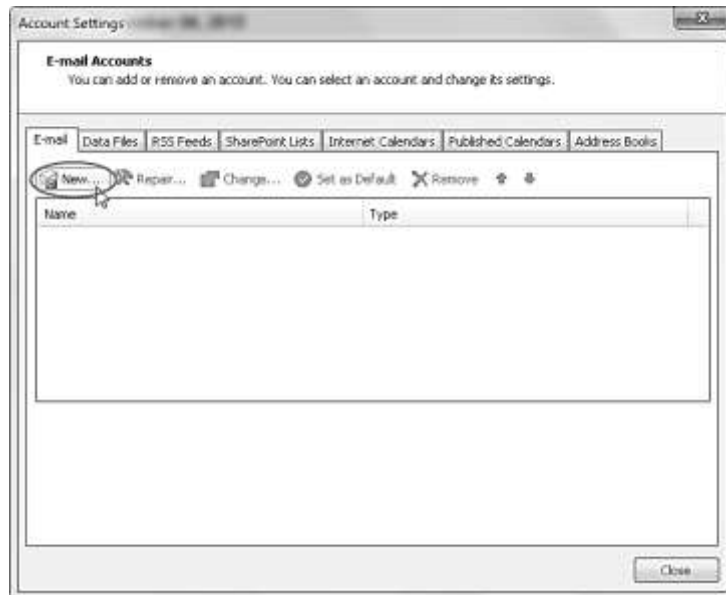 Account Settings
E-mail Accounts
You can add or remove an account. You can select an account and change its settings.
E-mail Data Files RSS Feeds SharePoint Lists Internet Calendars Published Calendars Address Books
New... Repair... Change... Set as Default Remove
Name Type
Close